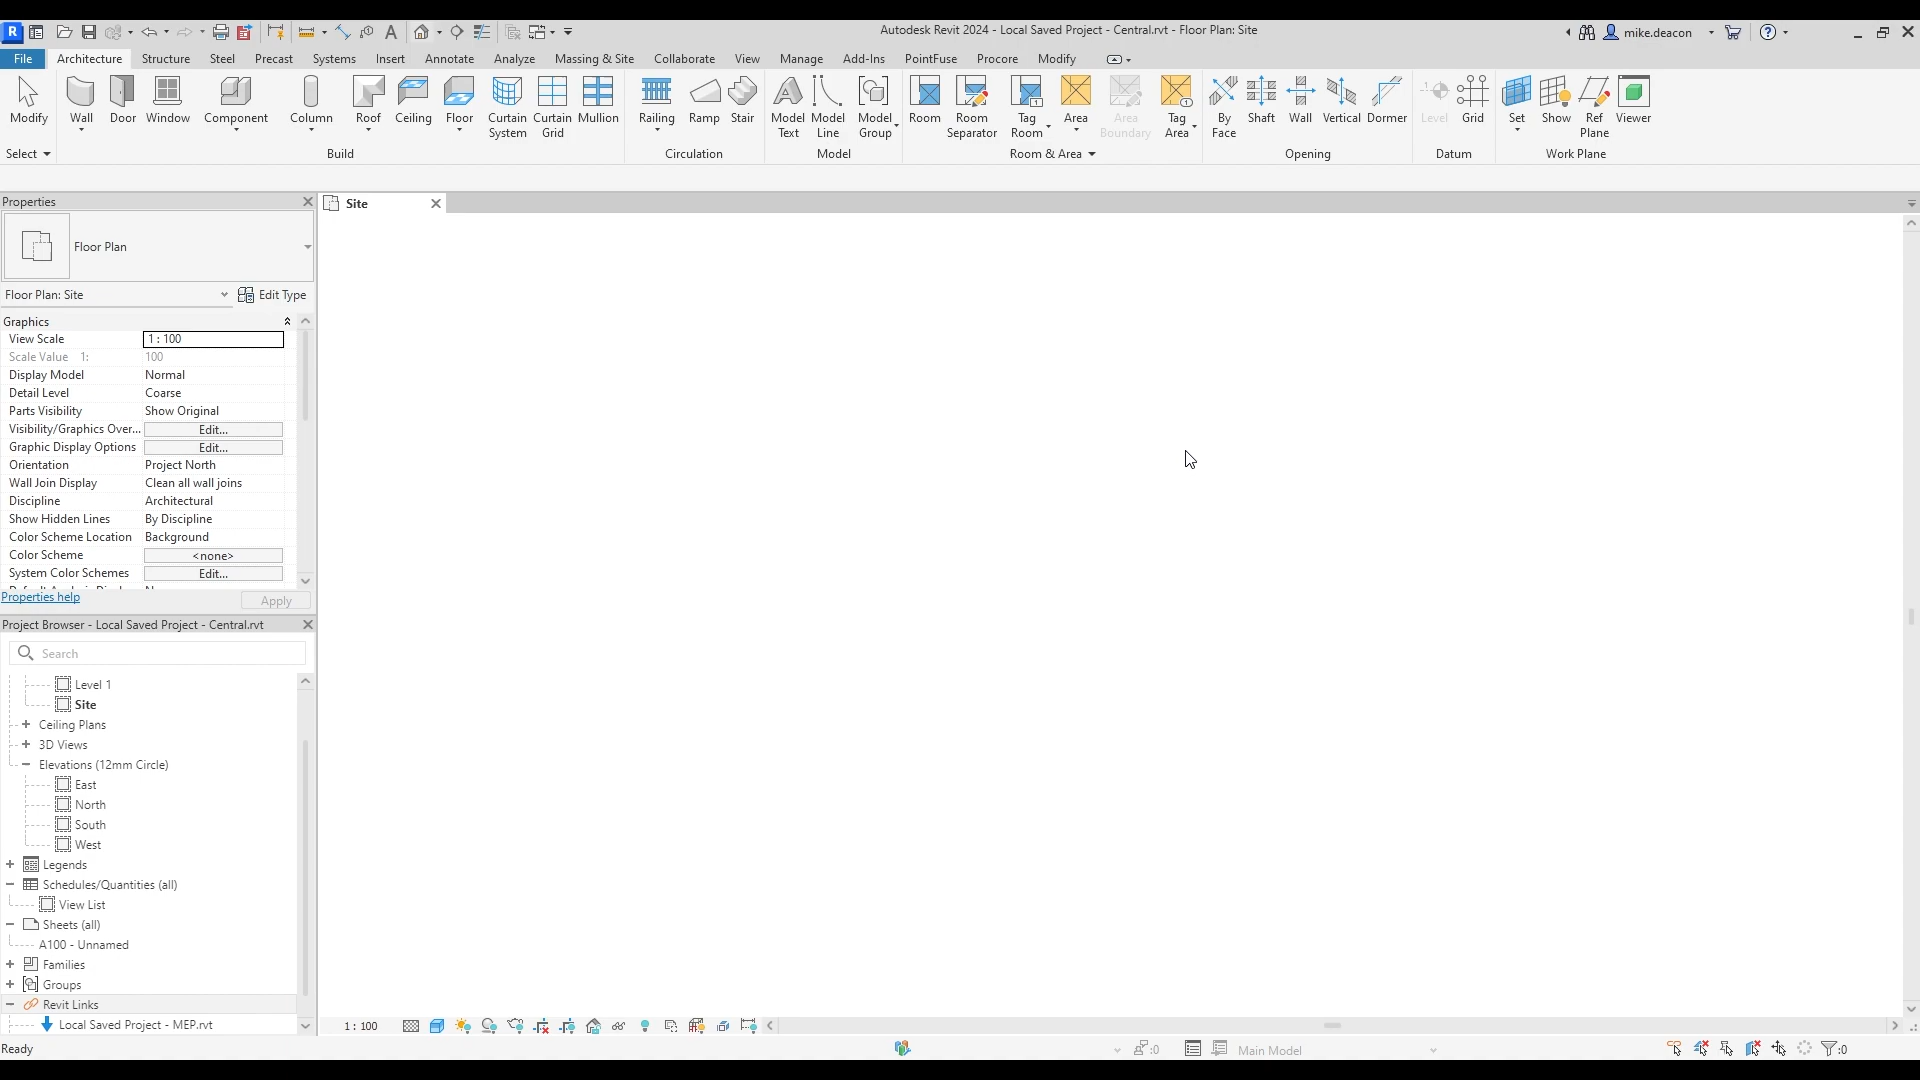 R
Autodesk Revit 2024 - Local Saved Project - Central.rvt - Floor Plan: Site
mike.deacon
File Architecture Structure Steel Precast Systems Insert Annotate Analyze Massing & Site Collaborate View Manage Add-Ins PointFuse Procore Modify
Modify Wall Door Window Component Column Roof Ceiling Floor Curtain System Curtain Grid Mullion Railing Ramp Stair Model Text Model Line Model Group Room Room Separator Tag Room Area Area Boundary Tag Area By Face Shaft Wall Vertical Dormer Level Grid Set Show Ref Plane Viewer
Select Build Circulation Model Room & Area Opening Datum Work Plane
Properties
Site
Floor Plan
Floor Plan: Site Edit Type
Graphics
View Scale 1 : 100
Scale Value 1: 100
Display Model Normal
Detail Level Coarse
Parts Visibility Show Original
Visibility/Graphics Over... Edit...
Graphic Display Options Edit...
Orientation Project North
Wall Join Display Clean all wall joins
Discipline Architectural
Show Hidden Lines By Discipline
Color Scheme Location Background
Color Scheme <none>
System Color Schemes Edit...
Properties help Apply
Project Browser - Local Saved Project - Central.rvt
Search
Level 1
Site
Ceiling Plans
3D Views
Elevations (12mm Circle)
East
North
South
West
Legends
Schedules/Quantities (all)
View List
Sheets (all)
A100 - Unnamed
Families
Groups
Revit Links
Local Saved Project - MEP.rvt
1 : 100
Ready :0 Main Model :0